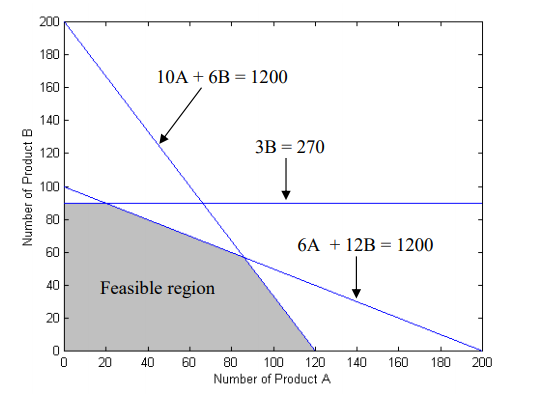 200
180
160
140
120
100
80
60
40
20
0
Number of Product B
10A + 6B = 1200
3B = 270
6A + 12B = 1200
Feasible region
0 20 40 60 80 100 120 140 160 180 200
Number of Product A